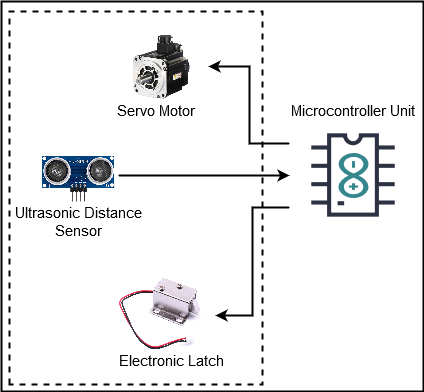 Servo Motor
Microcontroller Unit
Ultrasonic Distance
Sensor
Electronic Latch